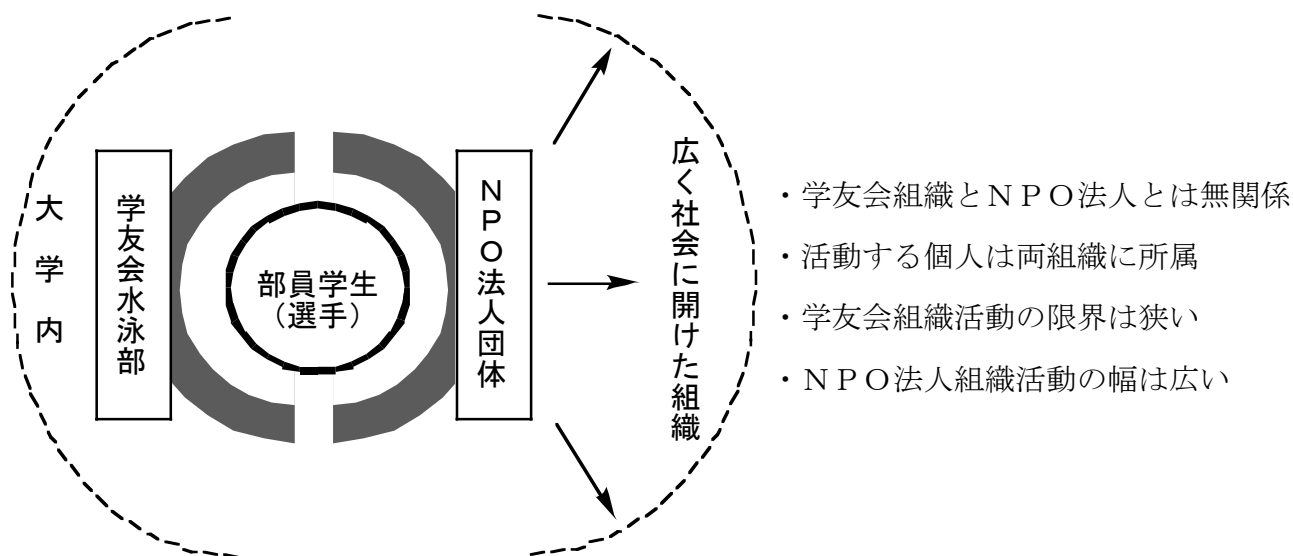 大学内
学友会水泳部
部員学生
（選手）
ＮＰＯ法人団体
広く社会に開けた組織
・学友会組織とＮＰＯ法人とは無関係
・活動する個人は両組織に所属
・学友会組織活動の限界は狭い
・ＮＰＯ法人組織活動の幅は広い